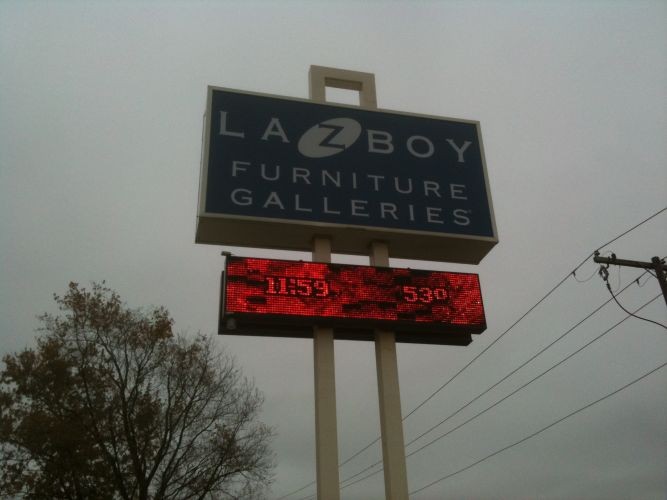 LA Z BOY
FURNITURE
GALLERIES®
11:59 53°